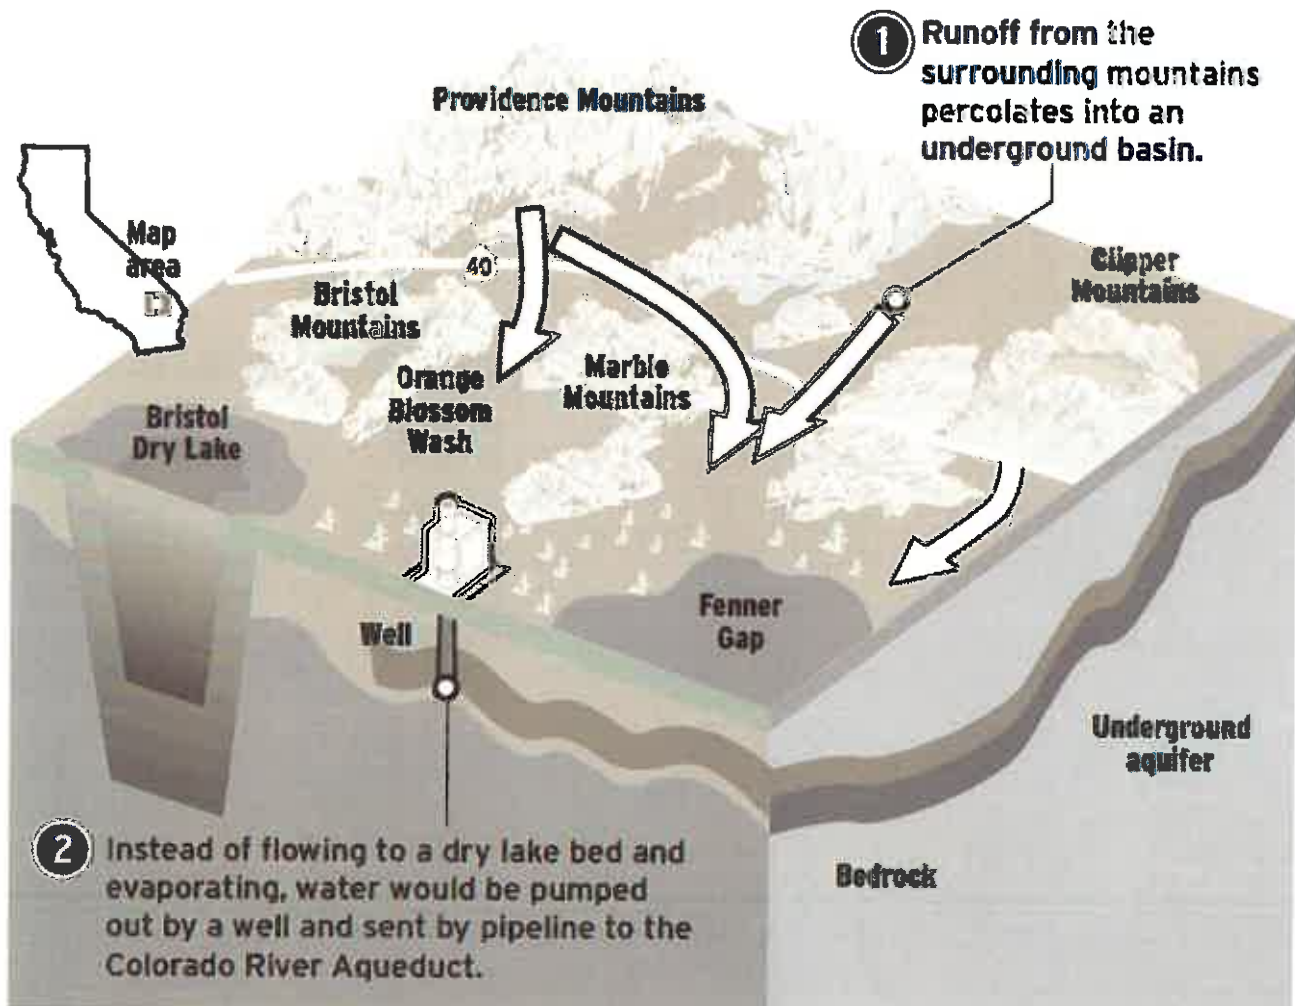 1
Runoff from the
surrounding mountains
percolates into an
underground basin.
Providence Mountains
Map
area
40
Clipper
Mountains
Bristol
Mountains
Orange
Blossom
Wash
Marble
Mountains
Bristol
Dry Lake
Fenner
Gap
Well
Underground
aquifer
Bedrock
2
Instead of flowing to a dry lake bed and
evaporating, water would be pumped
out by a well and sent by pipeline to the
Colorado River Aqueduct.